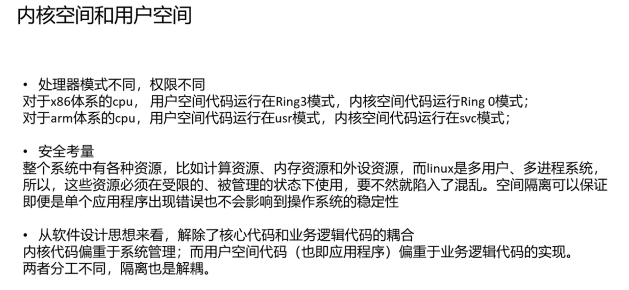 内核空间和用户空间
• 处理器模式不同，权限不同
对于x86体系的cpu， 用户空间代码运行在Ring3模式，内核空间代码运行Ring 0模式；
对于arm体系的cpu，用户空间代码运行在usr模式，内核空间代码运行在svc模式；
• 安全考量
整个系统中有各种资源，比如计算资源、内存资源和外设资源，而linux是多用户、多进程系统，
所以，这些资源必须在受限的、被管理的状态下使用，要不然就陷入了混乱。空间隔离可以保证
即便是单个应用程序出现错误也不会影响到操作系统的稳定性
• 从软件设计思想来看，解除了核心代码和业务逻辑代码的耦合
内核代码偏重于系统管理；而用户空间代码（也即应用程序）偏重于业务逻辑代码的实现。
两者分工不同，隔离也是解耦。